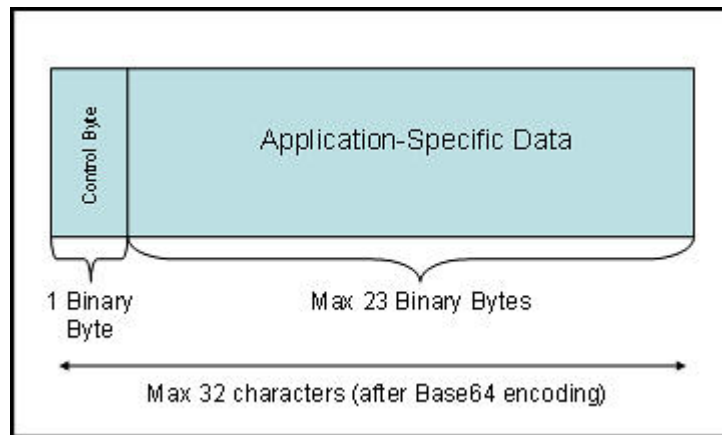 Control Byte
Application-Specific Data
1 Binary
Byte
Max 23 Binary Bytes
Max 32 characters (after Base64 encoding)